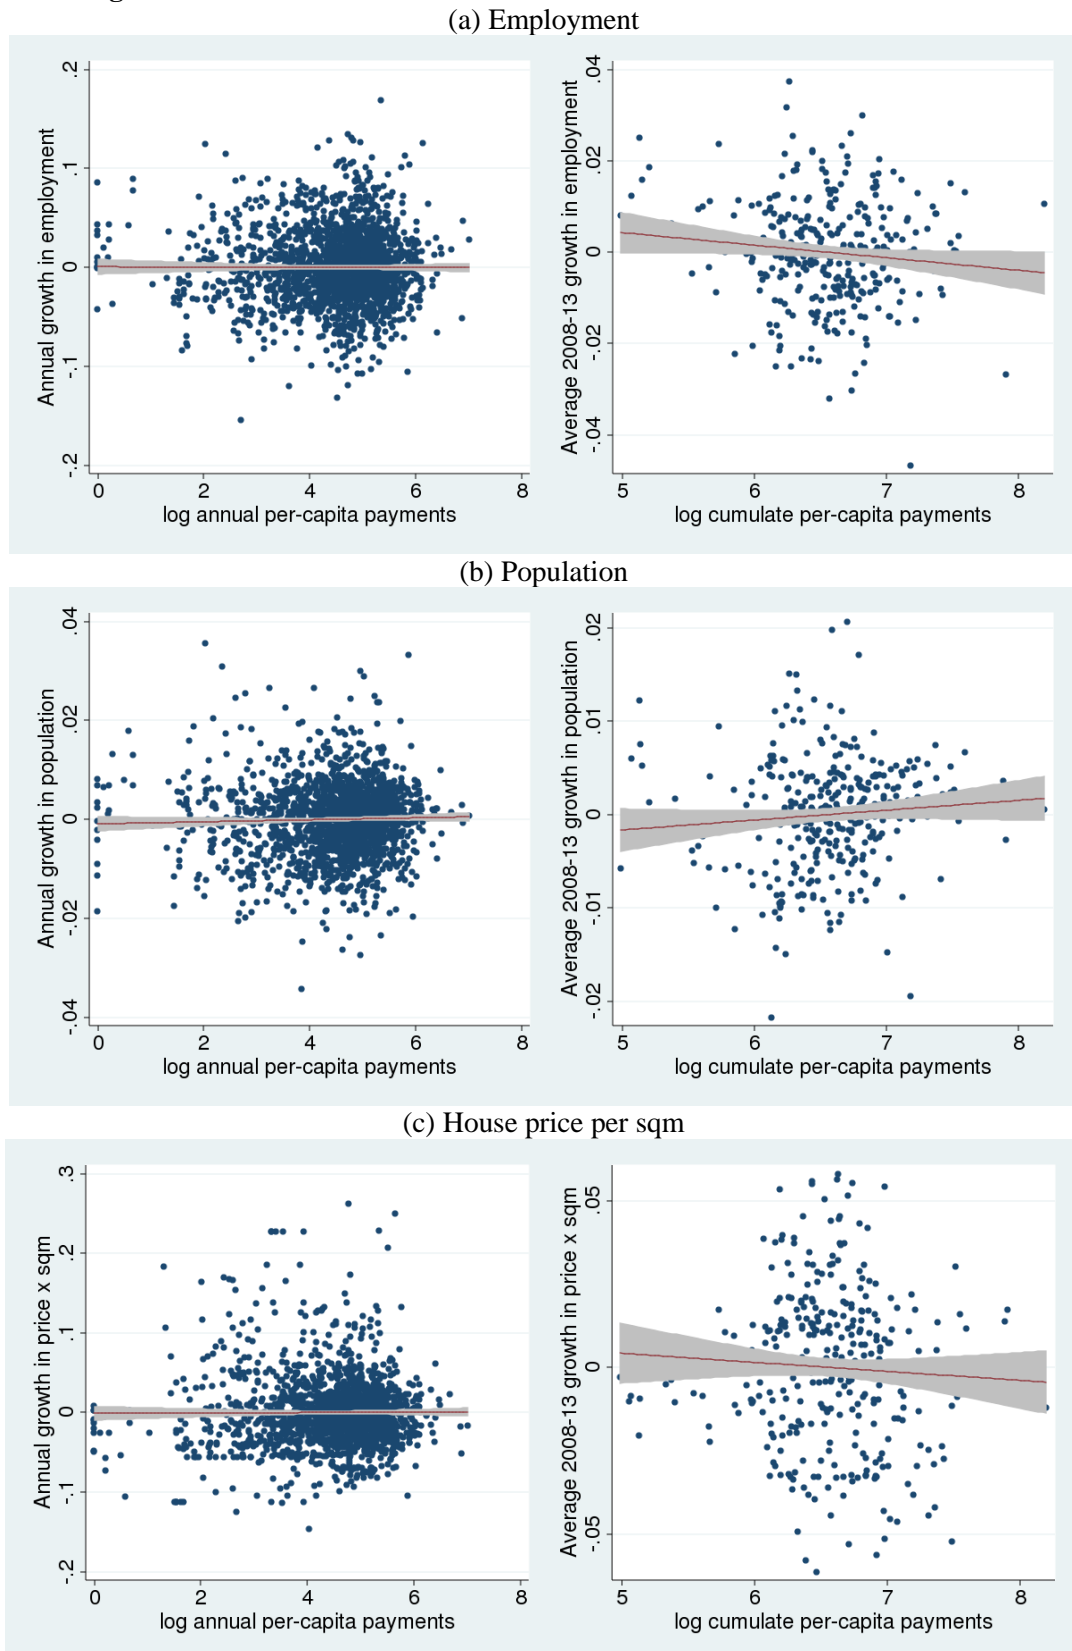 (a) Employment
.2
.1
0
-.1
-.2
Annual growth in employment
0 2 4 6 8
log annual per-capita payments
.04
.02
0
-.02
-.04
Average 2008-13 growth in employment
5 6 7 8
log cumulate per-capita payments
(b) Population
.04
.02
0
-.02
-.04
Annual growth in population
0 2 4 6 8
log annual per-capita payments
.02
.01
0
-.01
-.02
Average 2008-13 growth in population
5 6 7 8
log cumulate per-capita payments
(c) House price per sqm
.3
.2
.1
0
-.1
-.2
Annual growth in price x sqm
0 2 4 6 8
log annual per-capita payments
.05
0
-.05
Average 2008-13 growth in price x sqm
5 6 7 8
log cumulate per-capita payments